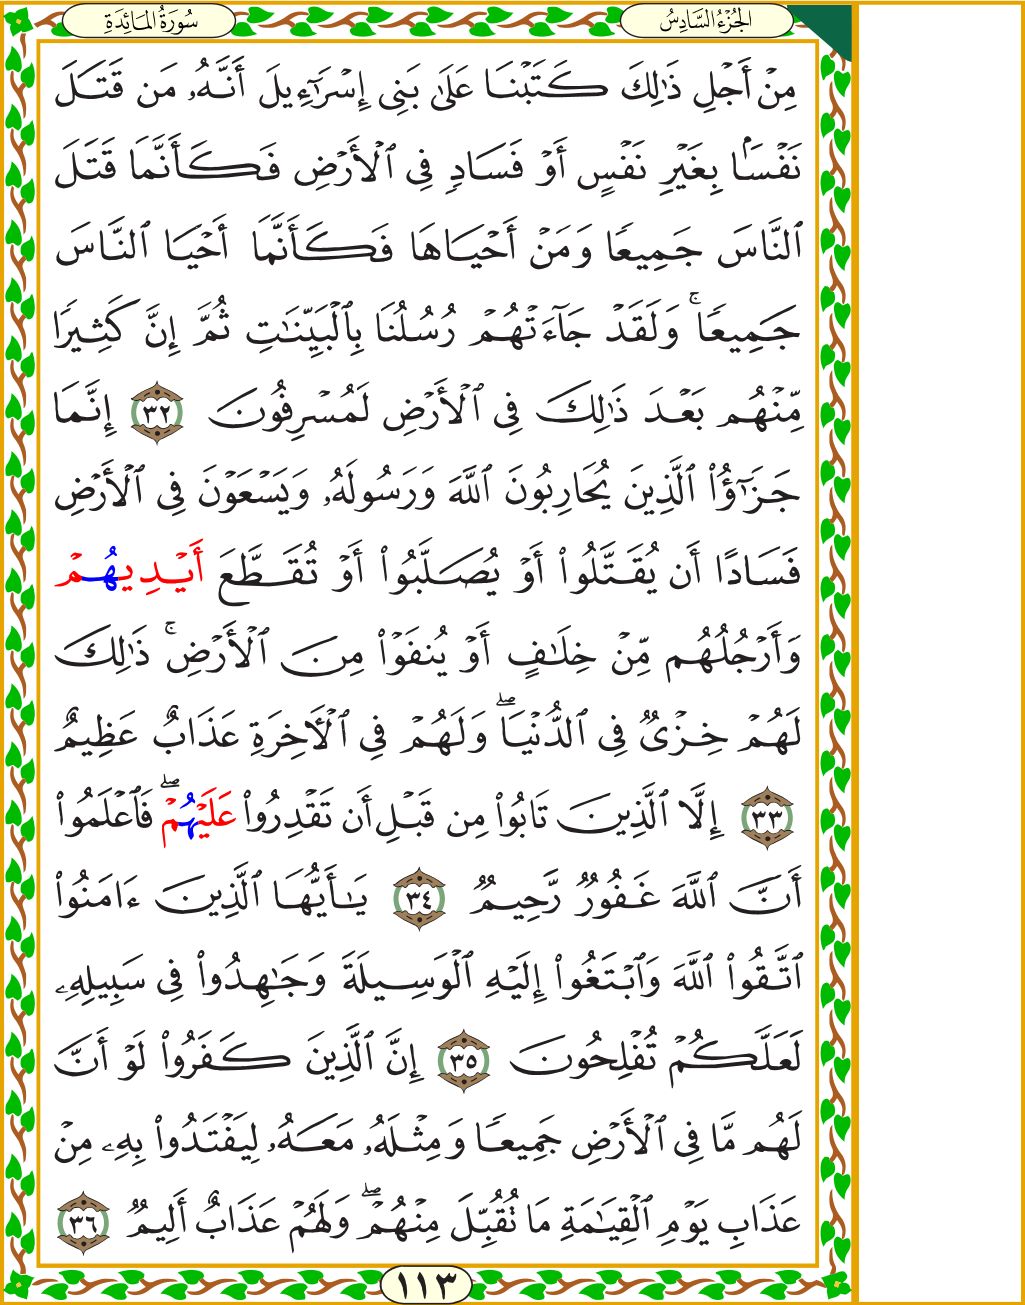 الجُزْءُ السَّادِسُ
سُورَةُ المَائِدَةِ
مِنْ أَجْلِ ذَٰلِكَ كَتَبْنَا عَلَىٰ بَنِىٓ إِسْرَٰٓءِيلَ أَنَّهُۥ مَن قَتَلَ
نَفْسًۢا بِغَيْرِ نَفْسٍ أَوْ فَسَادٍۢ فِى ٱلْأَرْضِ فَكَأَنَّمَا قَتَلَ
ٱلنَّاسَ جَمِيعًۭا وَمَنْ أَحْيَاهَا فَكَأَنَّمَآ أَحْيَا ٱلنَّاسَ
جَمِيعًۭا ۚ وَلَقَدْ جَآءَتْهُمْ رُسُلُنَا بِٱلْبَيِّنَٰتِ ثُمَّ إِنَّ كَثِيرًۭا
مِّنْهُم بَعْدَ ذَٰلِكَ فِى ٱلْأَرْضِ لَمُسْرِفُونَ ٣٢ إِنَّمَا
جَزَٰٓؤُا۟ ٱلَّذِينَ يُحَارِبُونَ ٱللَّهَ وَرَسُولَهُۥ وَيَسْعَوْنَ فِى ٱلْأَرْضِ
فَسَادًا أَن يُقَتَّلُوٓا۟ أَوْ يُصَلَّبُوٓا۟ أَوْ تُقَطَّعَ أَيْدِيهُمْ
وَأَرْجُلُهُم مِّنْ خِلَٰفٍ أَوْ يُنفَوْا۟ مِنَ ٱلْأَرْضِ ۚ ذَٰلِكَ
لَهُمْ خِزْىٌۭ فِى ٱلدُّنْيَا ۖ وَلَهُمْ فِى ٱلْـَٔاخِرَةِ عَذَابٌ عَظِيمٌ
٣٣ إِلَّا ٱلَّذِينَ تَابُوا۟ مِن قَبْلِ أَن تَقْدِرُوا۟ عَلَيْهُمْ ۖ فَٱعْلَمُوٓا۟
أَنَّ ٱللَّهَ غَفُورٌۭ رَّحِيمٌۭ ٣٤ يَٰٓأَيُّهَا ٱلَّذِينَ ءَامَنُوا۟
ٱتَّقُوا۟ ٱللَّهَ وَٱبْتَغُوٓا۟ إِلَيْهِ ٱلْوَسِيلَةَ وَجَٰهِدُوا۟ فِى سَبِيلِهِۦ
لَعَلَّكُمْ تُفْلِحُونَ ٣٥ إِنَّ ٱلَّذِينَ كَفَرُوا۟ لَوْ أَنَّ
لَهُم مَّا فِى ٱلْأَرْضِ جَمِيعًۭا وَمِثْلَهُۥ مَعَهُۥ لِيَفْتَدُوا۟ بِهِۦ مِنْ
عَذَابِ يَوْمِ ٱلْقِيَٰمَةِ مَا تُقُبِّلَ مِنْهُمْ ۖ وَلَهُمْ عَذَابٌ أَلِيمٌۭ ٣٦
١١٣